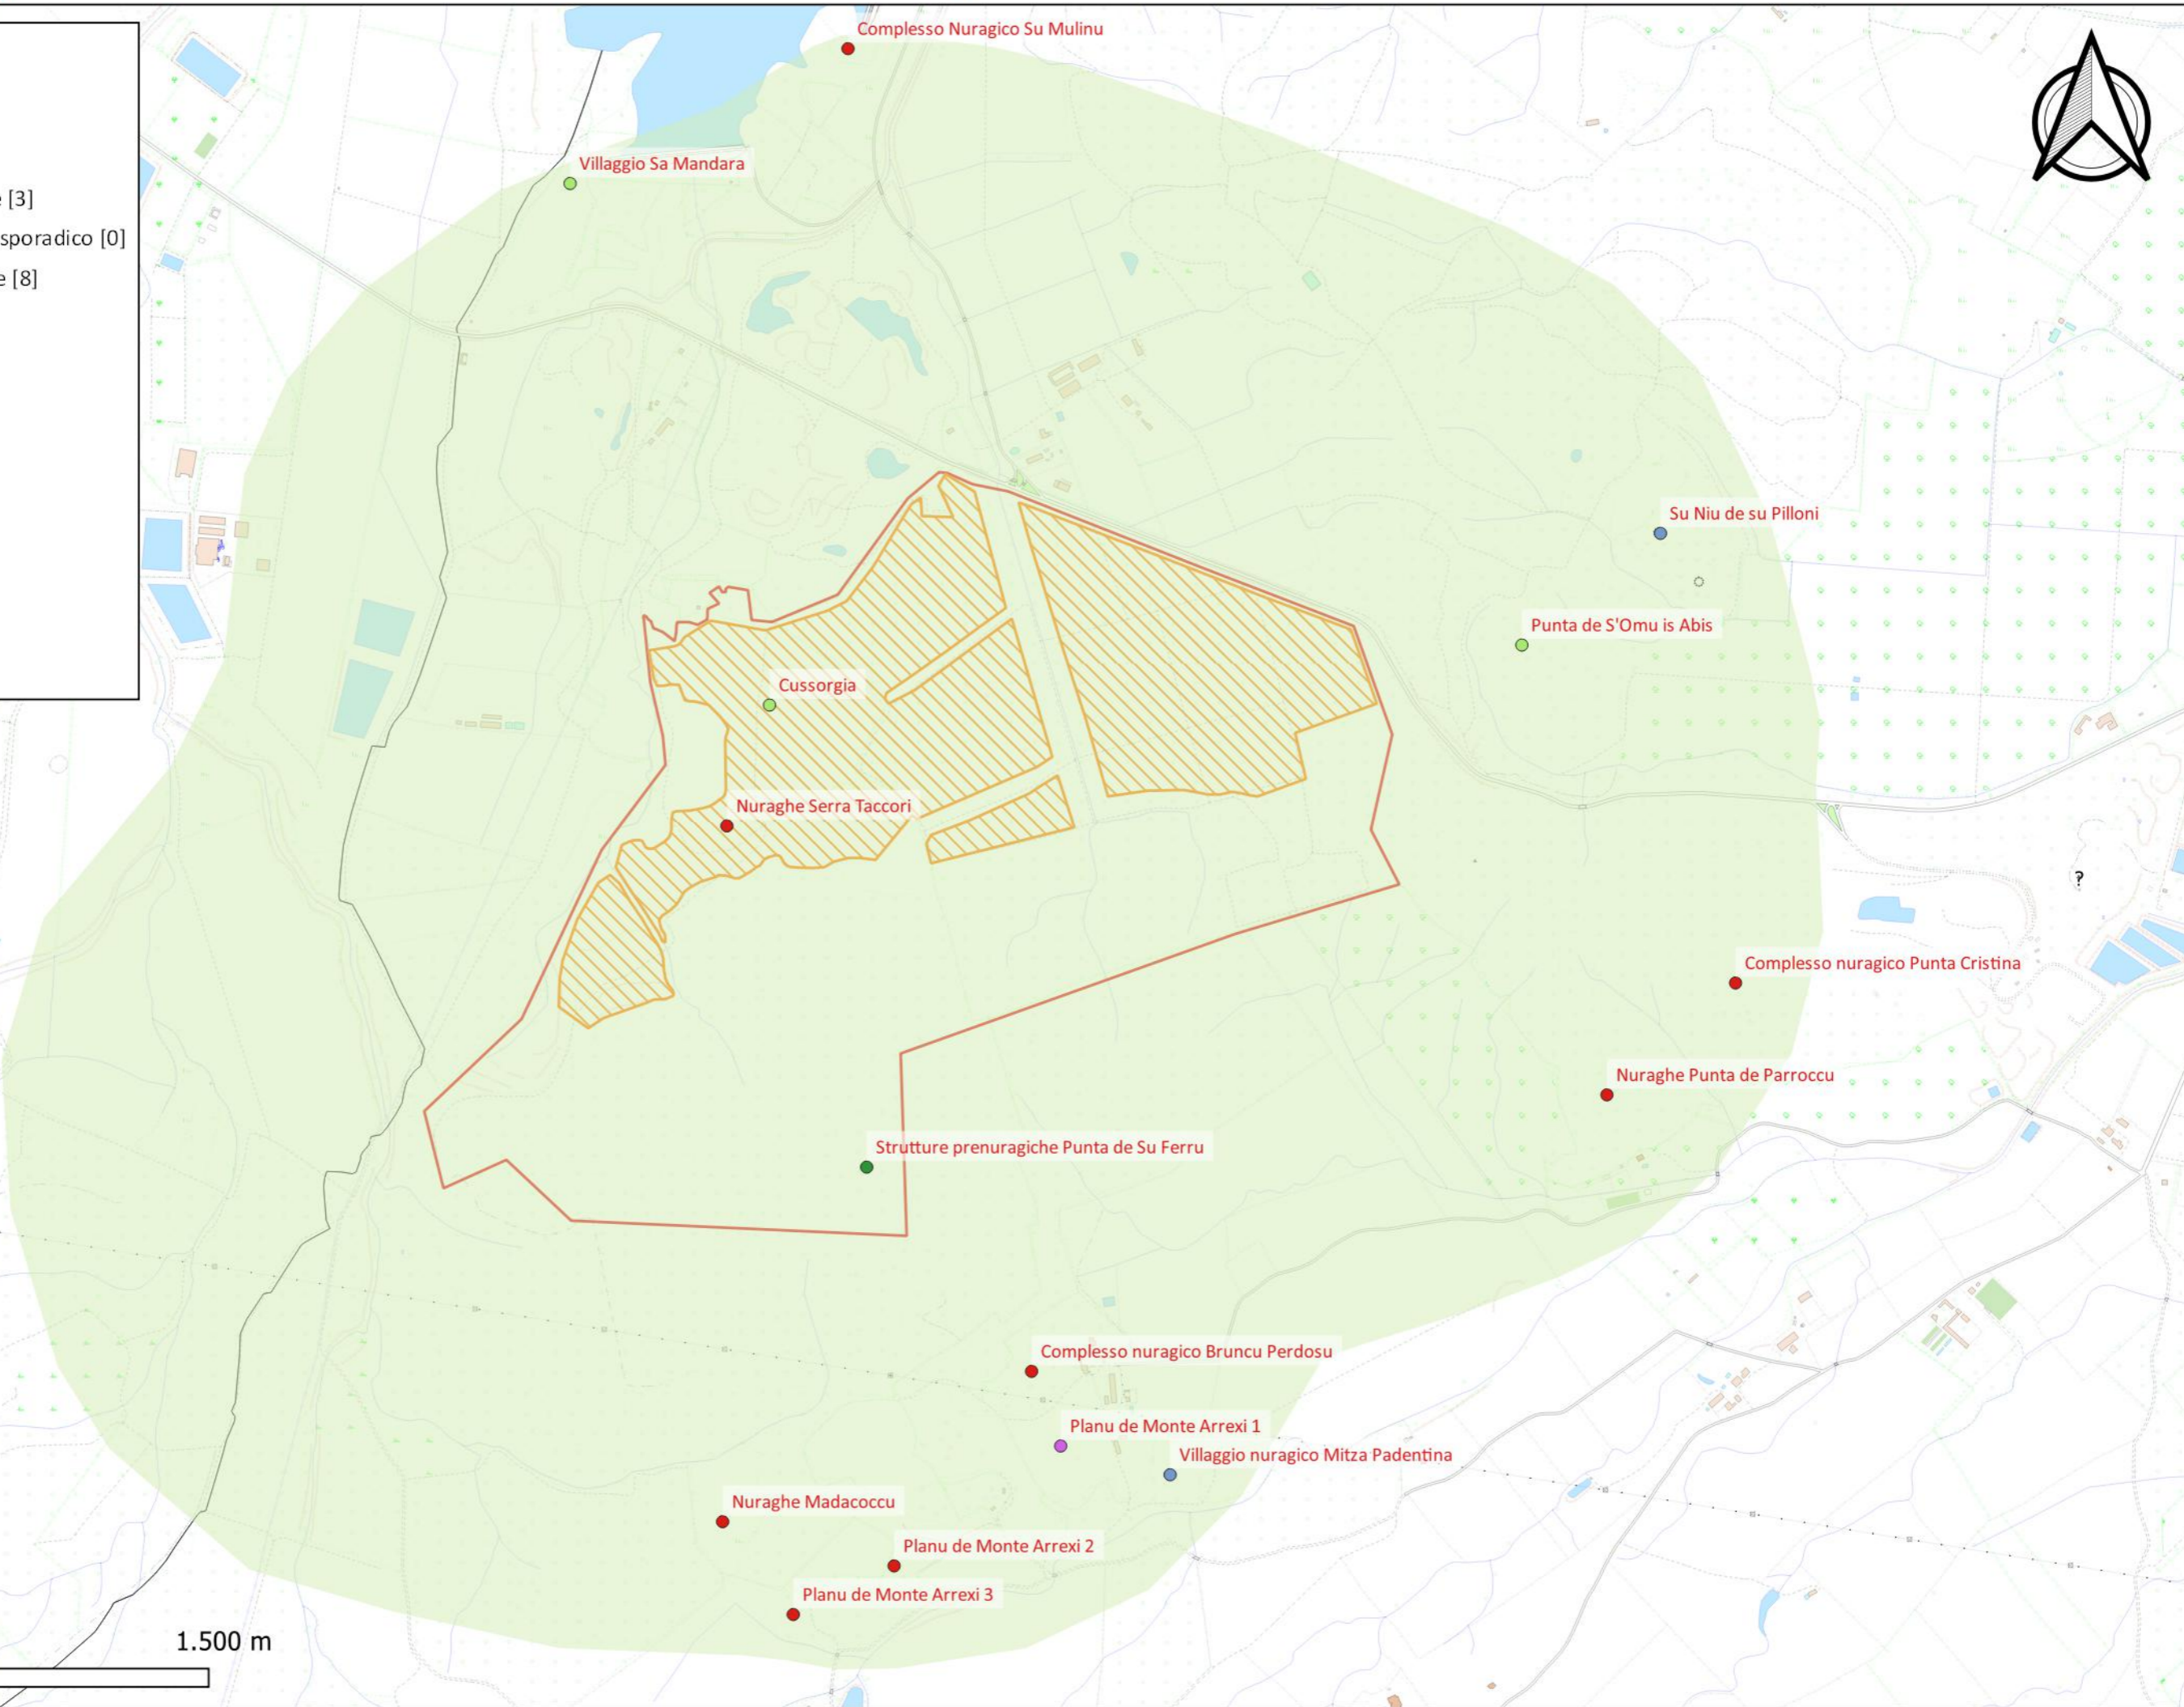 Complesso Nuragico Su Mulinu
Villaggio Sa Mandara
[3]
sporadico [0]
[8]
Su Niu de su Pilloni
Punta de S'Omu is Abis
Cussorgia
Nuraghe Serra Taccori
?
Complesso nuragico Punta Cristina
Nuraghe Punta de Parroccu
Strutture prenuragiche Punta de Su Ferru
Complesso nuragico Bruncu Perdosu
Planu de Monte Arrexi 1
Villaggio nuragico Mitza Padentina
Nuraghe Madacoccu
Planu de Monte Arrexi 2
Planu de Monte Arrexi 3
1.500 m